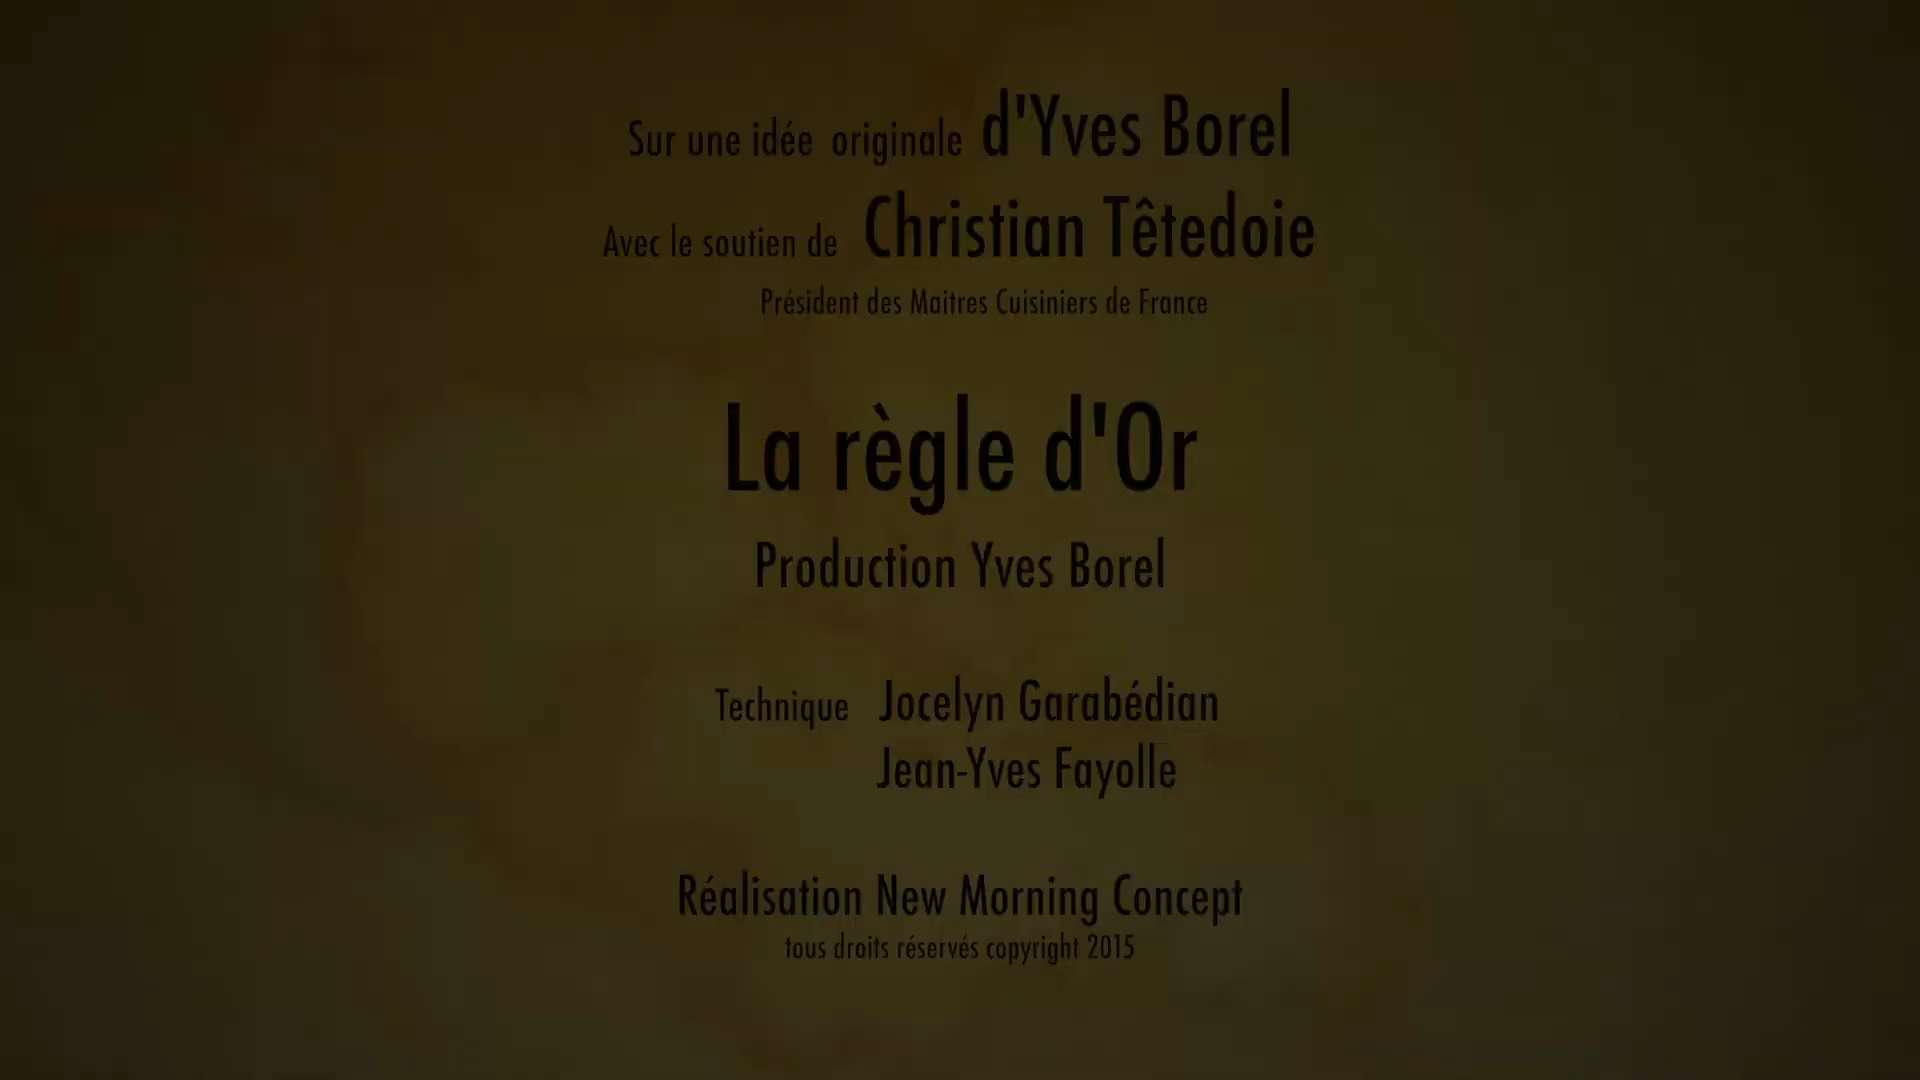 Sur une idée originale d'Yves Borel
Avec le soutien de Christian Têtedoie
Président des Maitres Cuisiniers de France
La règle d'Or
Production Yves Borel
Technique Jocelyn Garabédian
Jean-Yves Fayolle
Réalisation New Morning Concept
tous droits réservés copyright 2015